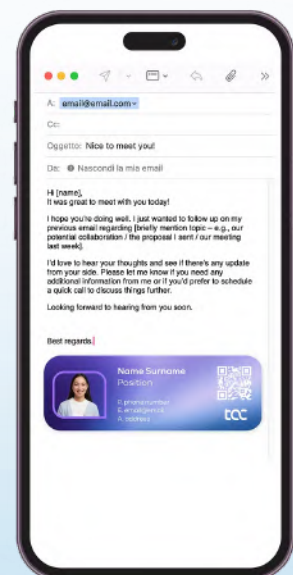 A: email@email.com
Cc:
Oggetto: Nice to meet you!
Da: Nascondi la mia email
Hi [name],
It was great to meet with you today!
I hope you're doing well. I just wanted to follow up on my
previous email regarding [briefly mention topic – e.g., our
potential collaboration / the proposal I sent / our meeting
last week].
I'd love to hear your thoughts and see if there's any update
from your side. Please let me know if you need any
additional information from me or if you'd prefer to schedule
a quick call to discuss things further.
Looking forward to hearing from you soon.
Best regards,
Name Surname
Position
P. phonenumber
A. address